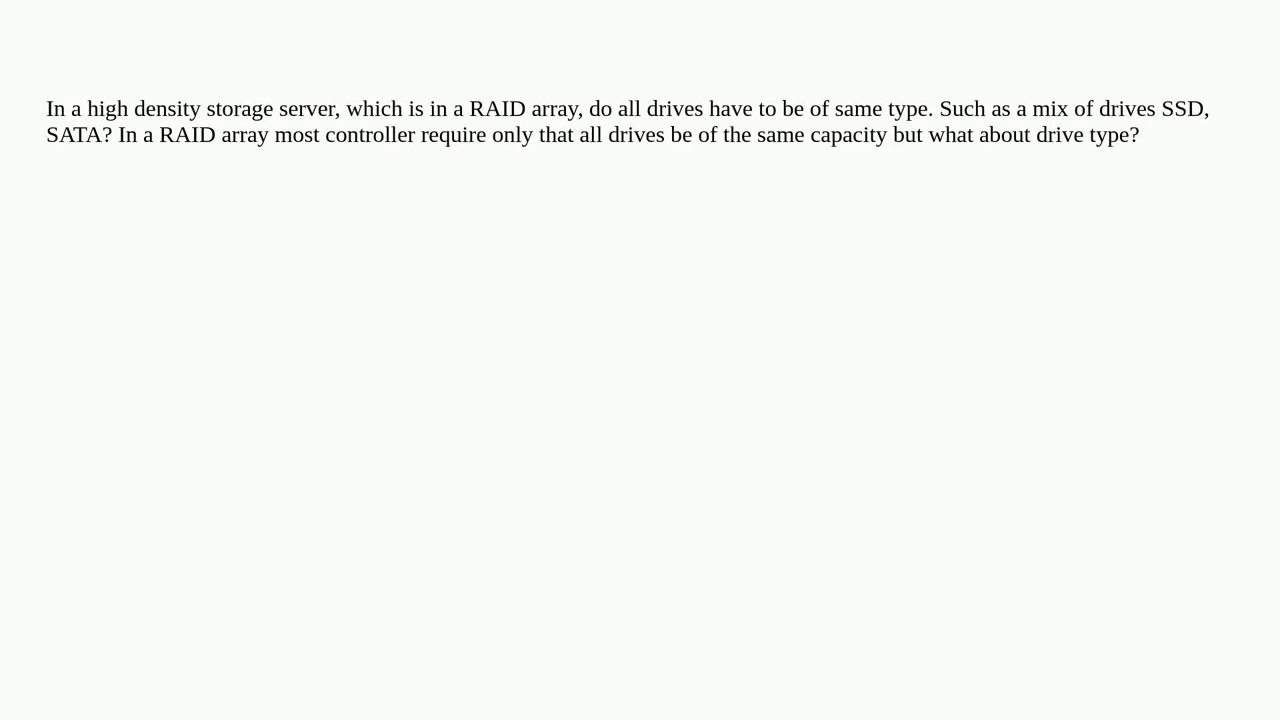 In a high density storage server, which is in a RAID array, do all drives have to be of same type. Such as a mix of drives SSD,
SATA? In a RAID array most controller require only that all drives be of the same capacity but what about drive type?